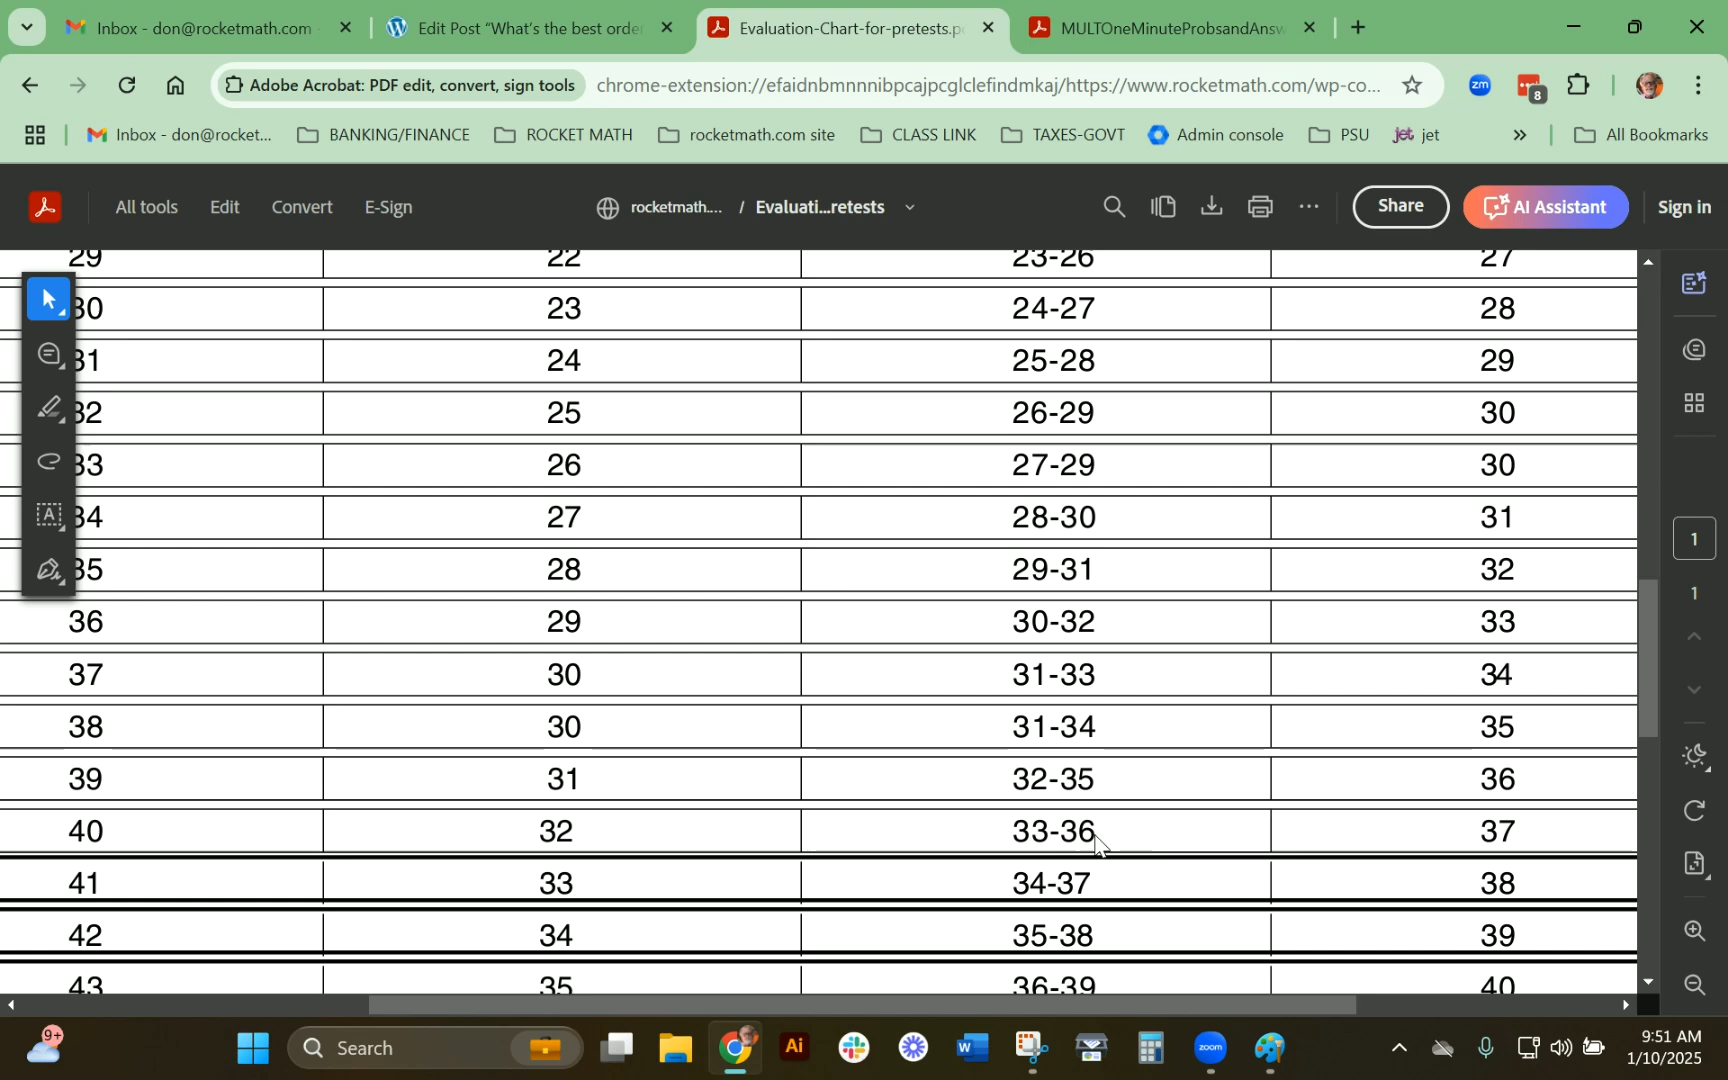 Inbox - don@rocketmath.com
Edit Post “What’s the best orde
Evaluation-Chart-for-pretests.p
MULTOneMinuteProbsandAnsw
Adobe Acrobat: PDF edit, convert, sign tools
chrome-extension://efaidnbmnnnibpcajpcglclefindmkaj/https://www.rocketmath.com/wp-co...
zm
8
Inbox - don@rocket...
BANKING/FINANCE
ROCKET MATH
rocketmath.com site
CLASS LINK
TAXES-GOVT
Admin console
PSU
jet jet
»
All Bookmarks
All tools
Edit
Convert
E-Sign
rocketmath.... / Evaluati...retests
Share
AI Assistant
Sign in
29 22 23-26 27
30 23 24-27 28
31 24 25-28 29
32 25 26-29 30
33 26 27-29 30
34 27 28-30 31
35 28 29-31 32
36 29 30-32 33
37 30 31-33 34
38 30 31-34 35
39 31 32-35 36
40 32 33-36 37
41 33 34-37 38
42 34 35-38 39
43 35 36-39 40
A
1
1
9+
Search
Ai
W
zoom
9:51 AM
1/10/2025